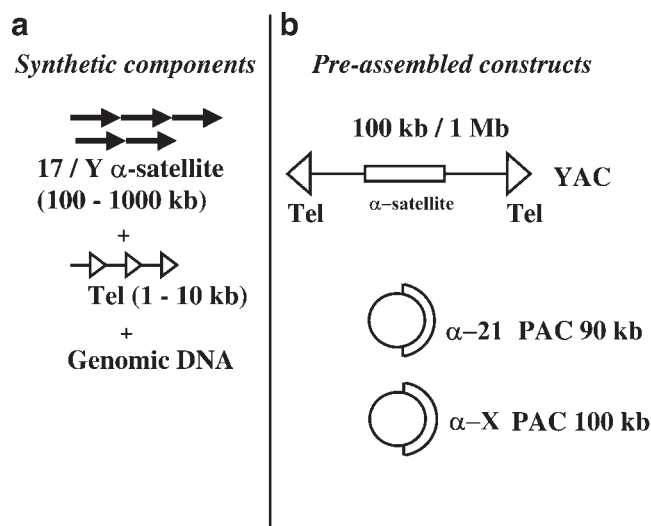 a
Synthetic components
17 / Y α-satellite
(100 - 1000 kb)
+
Tel (1 - 10 kb)
+
Genomic DNA
b
Pre-assembled constructs
100 kb / 1 Mb
YAC
Tel
α-satellite
Tel
α-21 PAC 90 kb
α-X PAC 100 kb